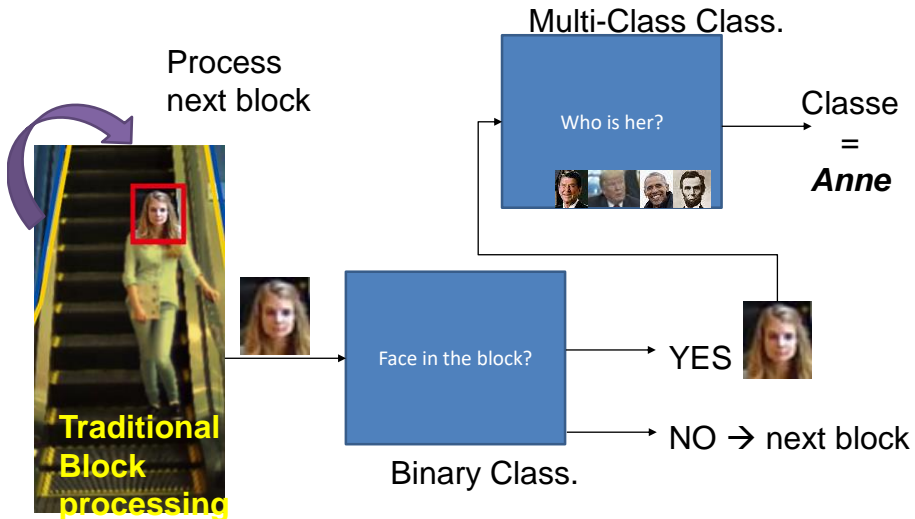 Multi-Class Class.
Process
next block
Who is her?
Classe
=
Anne
Face in the block?
YES
NO → next block
Traditional
Block
processing
Binary Class.